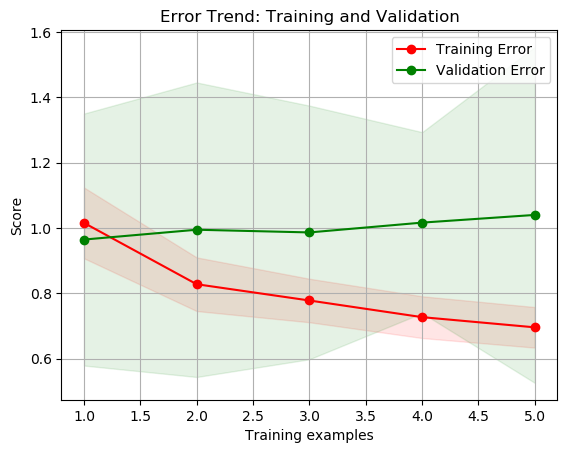 Error Trend: Training and Validation
Training Error
Validation Error
1.6
1.4
1.2
1.0
0.8
0.6
Score
1.0 1.5 2.0 2.5 3.0 3.5 4.0 4.5 5.0
Training examples